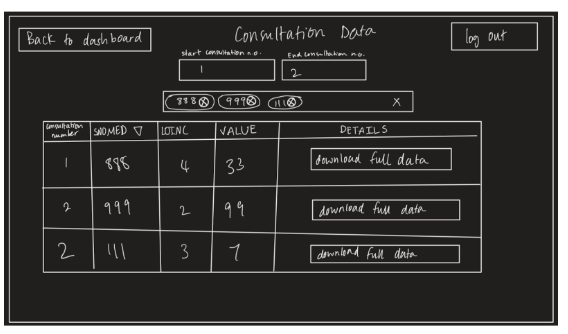 Back to dashboard
Consultation Data
log out
start consultation n.o.
End consultation n.o.
1
2
888 999 111 X
consultation number SNOMED ▽ LOINC VALUE DETAILS
1 888 4 33 download full data
2 999 2 99 download full data
2 111 3 7 download full data